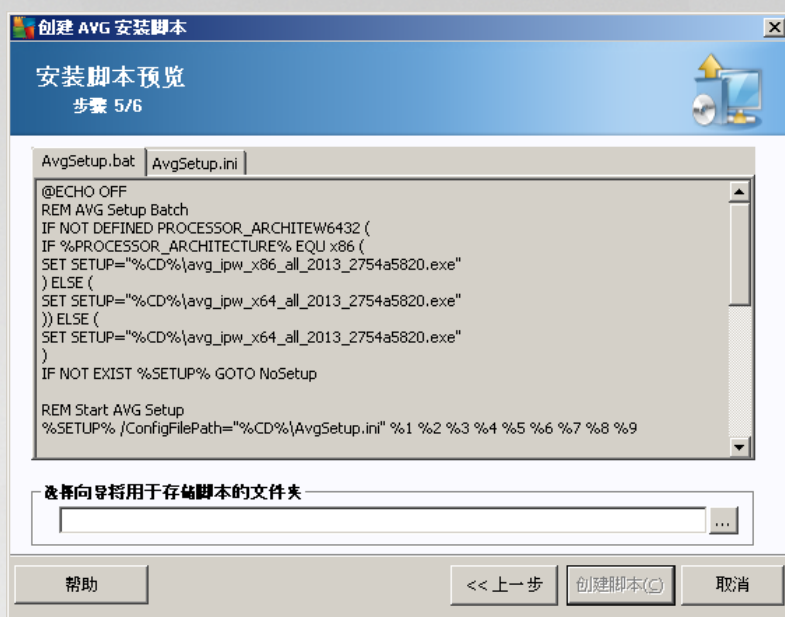 创建 AVG 安装脚本
安装脚本预览
步骤 5/6
AvgSetup.bat AvgSetup.ini
@ECHO OFF
REM AVG Setup Batch
IF NOT DEFINED PROCESSOR_ARCHITEW6432 (
IF %PROCESSOR_ARCHITECTURE% EQU x86 (
SET SETUP="%CD%\avg_ipw_x86_all_2013_2754a5820.exe"
) ELSE (
SET SETUP="%CD%\avg_ipw_x64_all_2013_2754a5820.exe"
)) ELSE (
SET SETUP="%CD%\avg_ipw_x64_all_2013_2754a5820.exe"
)
IF NOT EXIST %SETUP% GOTO NoSetup
REM Start AVG Setup
%SETUP% /ConfigFilePath="%CD%\AvgSetup.ini" %1 %2 %3 %4 %5 %6 %7 %8 %9
选择向导将用于存储脚本的文件夹
...
帮助 << 上一步 创建脚本(C) 取消